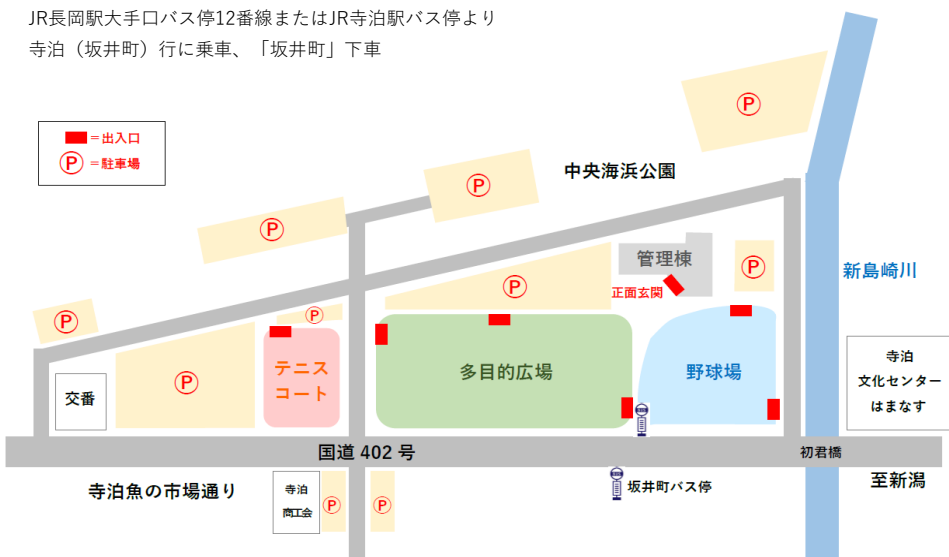 JR長岡駅大手口バス停12番線またはJR寺泊駅バス停より
寺泊（坂井町）行に乗車、「坂井町」下車
＝出入口
P ＝駐車場
P
中央海浜公園
P
P
管理棟
P
新島崎川
正面玄関
P
P
P
テニス
コート
多目的広場
野球場
寺泊
文化センター
はまなす
P
交番
国道 402 号
初君橋
寺泊魚の市場通り
寺泊
商工会
P
P
坂井町バス停
至新潟